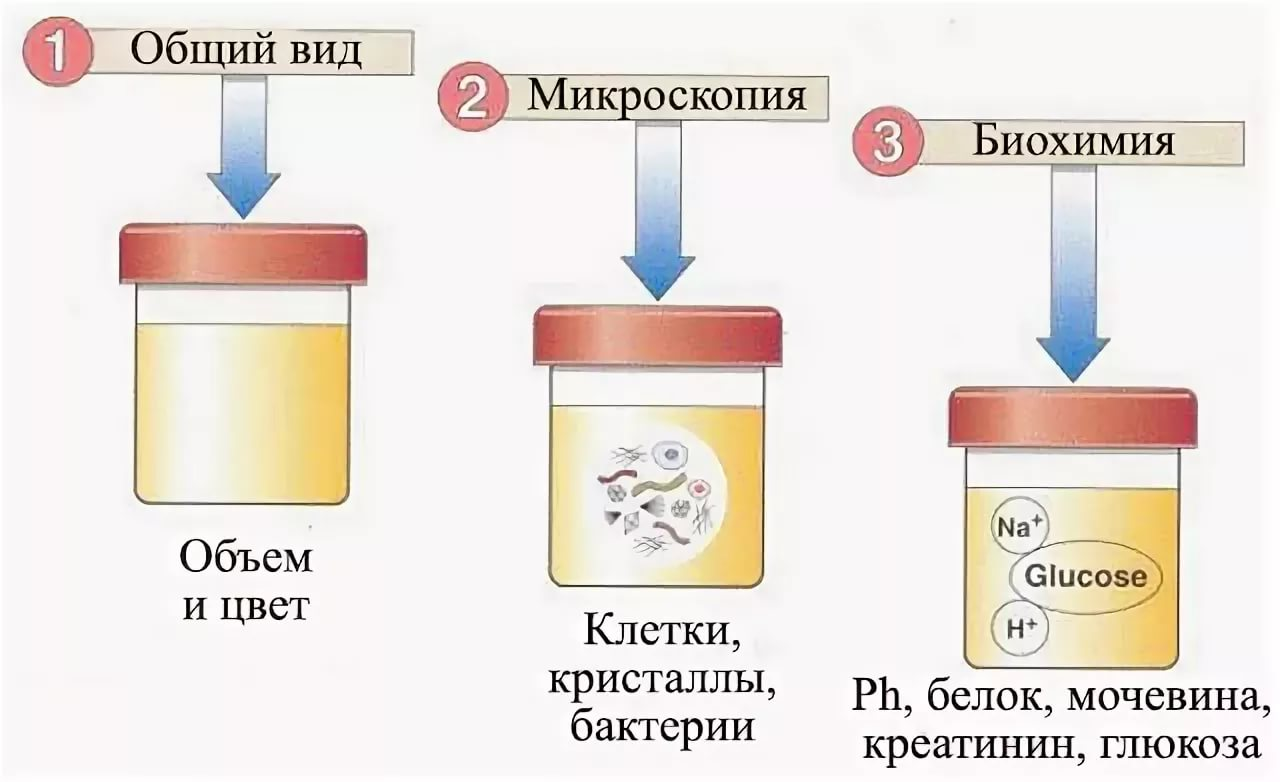 1 Общий вид
Объем
и цвет
2 Микроскопия
Клетки,
кристаллы,
бактерии
3 Биохимия
Na+
Glucose
H+
Ph, белок, мочевина,
креатинин, глюкоза